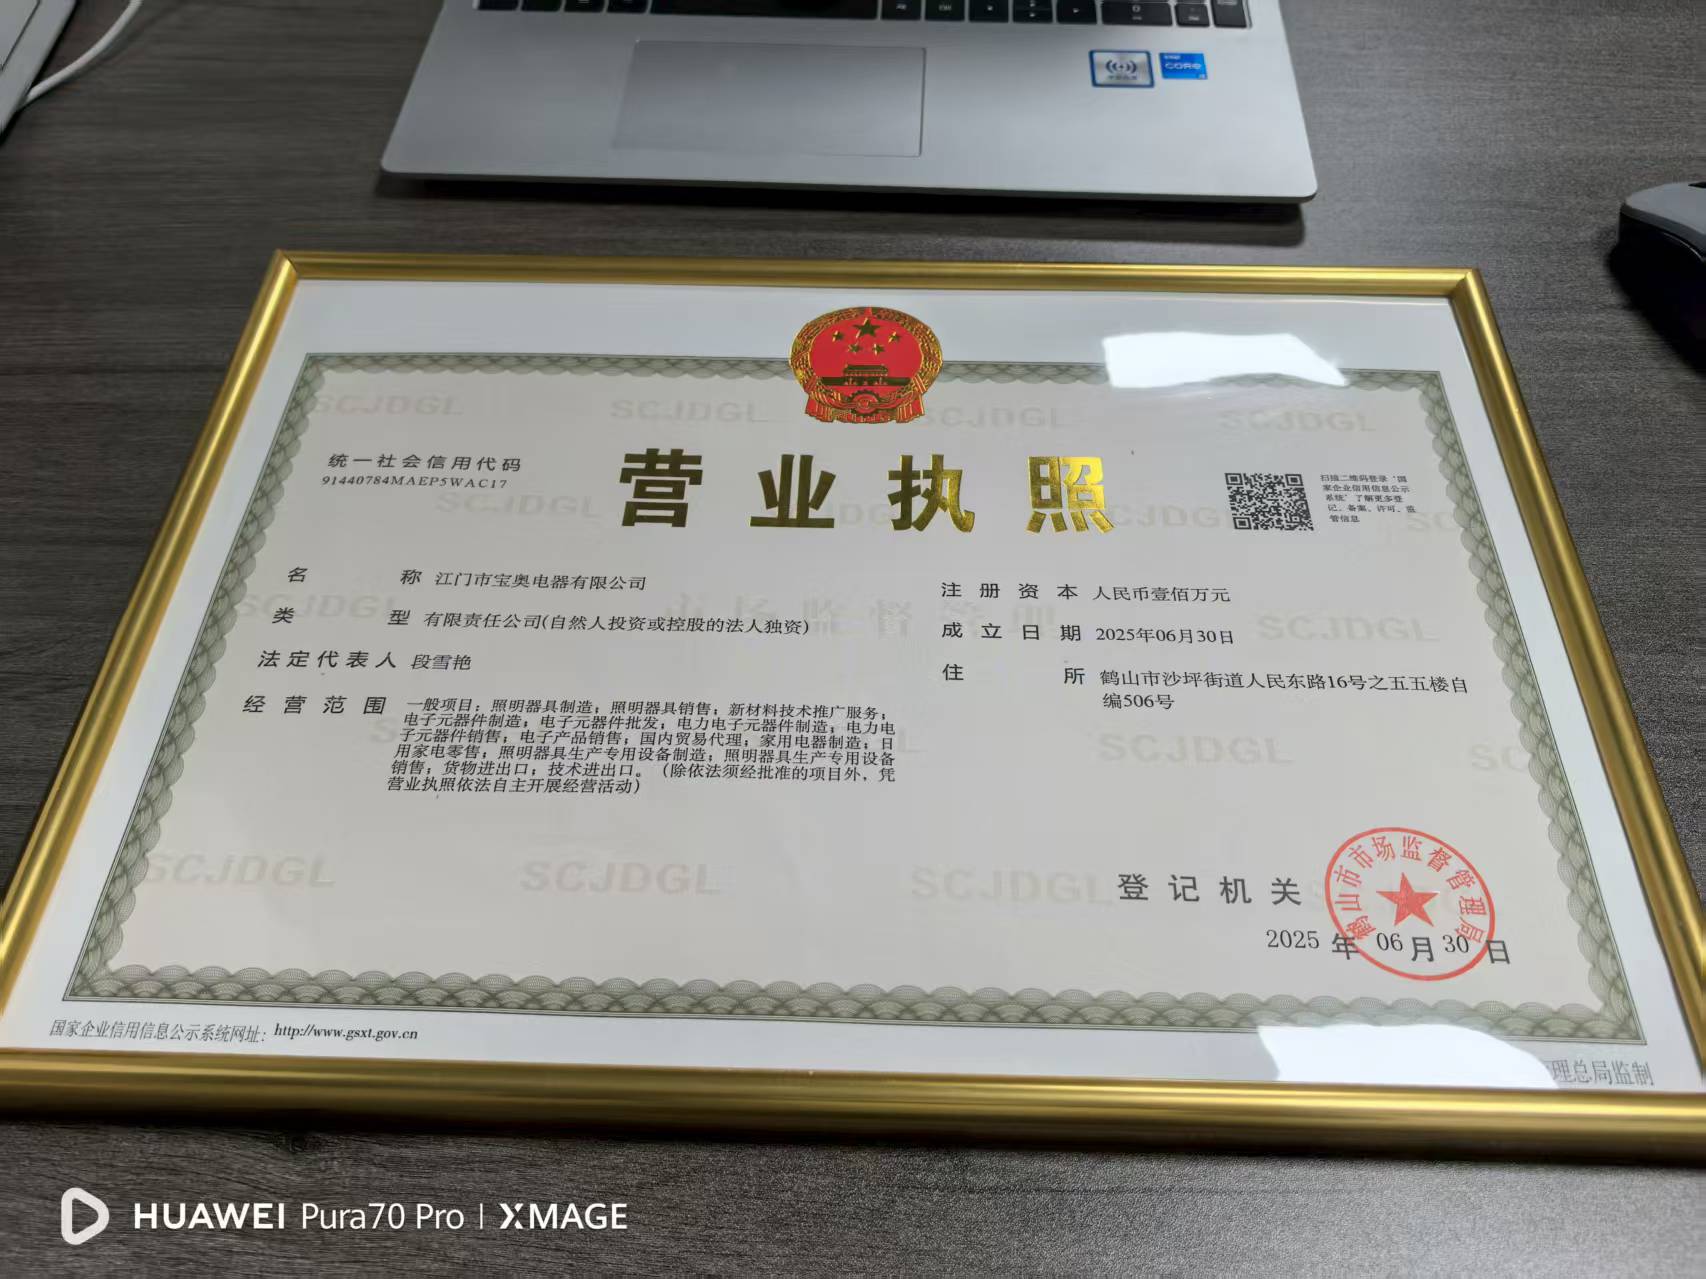 CORE
统一社会信用代码
91440784MAEP5WAC17
营业执照
扫描二维码登录‘国
家企业信用信息公示
系统’了解更多登
记、备案、许可、监
管信息
名称 江门市宝奥电器有限公司
类型 有限责任公司(自然人投资或控股的法人独资)
法定代表人 段雪艳
经营范围 一般项目：照明器具制造；照明器具销售；新材料技术推广服务；
电子元器件制造；电子元器件批发；电力电子元器件制造；电力电
子元器件销售；电子产品销售；国内贸易代理；家用电器制造；日
用家电零售；照明器具生产专用设备制造；照明器具生产专用设备
销售；货物进出口；技术进出口。（除依法须经批准的项目外，凭
营业执照依法自主开展经营活动）
注册资本 人民币壹佰万元
成立日期 2025年06月30日
住所 鹤山市沙坪街道人民东路16号之五五楼自
编506号
SCJDGL
市场监督管理
登记机关
鹤山市市场监督管理局
2025 年 06 月 30 日
国家企业信用信息公示系统网址：http://www.gsxt.gov.cn
理总局监制
HUAWEI Pura70 Pro | XMAGE